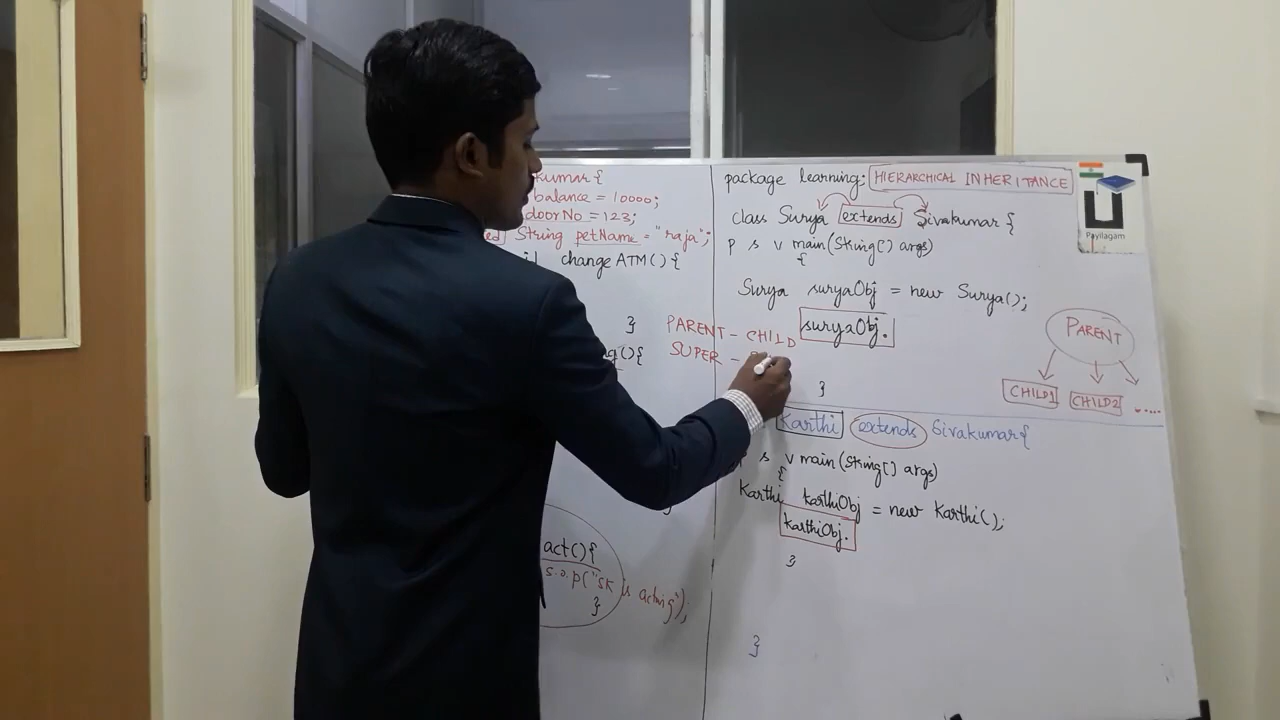 kumar{
balance = 10000;
doorNo = 123;
String petName = "raja";
change ATM() {
}
(){
PARENT - CHILD
SUPER -
act(){
s.o.p("sk is acting");
}
package learning; HIERARCHICAL INHERITANCE
class Surya extends Sivakumar {
p s v main(String[] args)
{
Surya suryaObj = new Surya();
suryaObj.
}
PARENT
CHILD1 CHILD2 .....
Karthi extends Sivakumar{
s v main(String[] args)
{
Karthi karthiObj = new Karthi();
karthiObj.
}
}
Payilagam